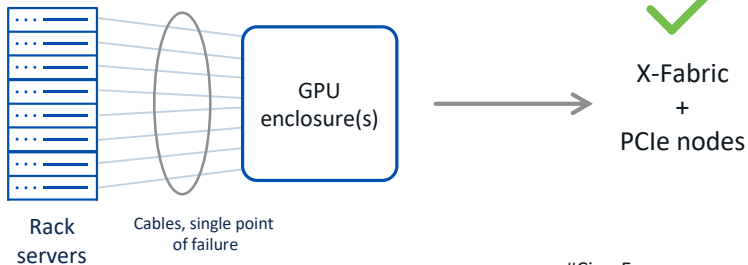 GPU
enclosure(s)
X-Fabric
+
PCIe nodes
Rack
servers
Cables, single point
of failure